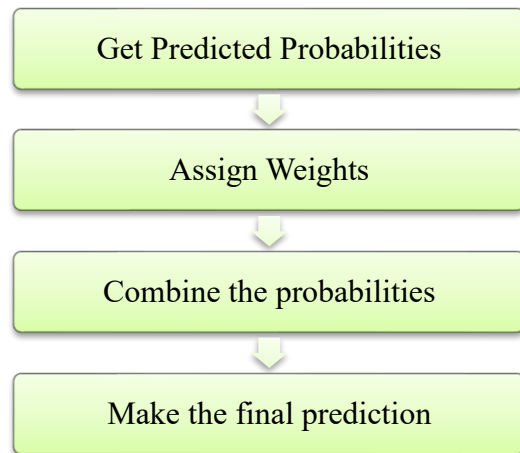 Get Predicted Probabilities
Assign Weights
Combine the probabilities
Make the final prediction